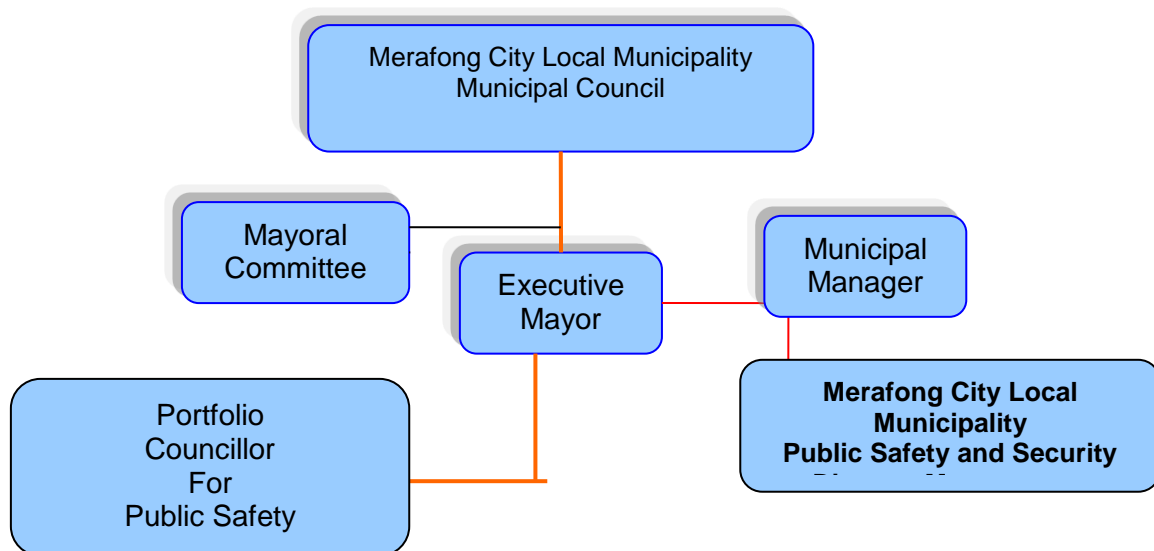 Merafong City Local Municipality
Municipal Council
Mayoral
Committee
Municipal
Manager
Executive
Mayor
Portfolio
Councillor
For
Public Safety
Merafong City Local
Municipality
Public Safety and Security